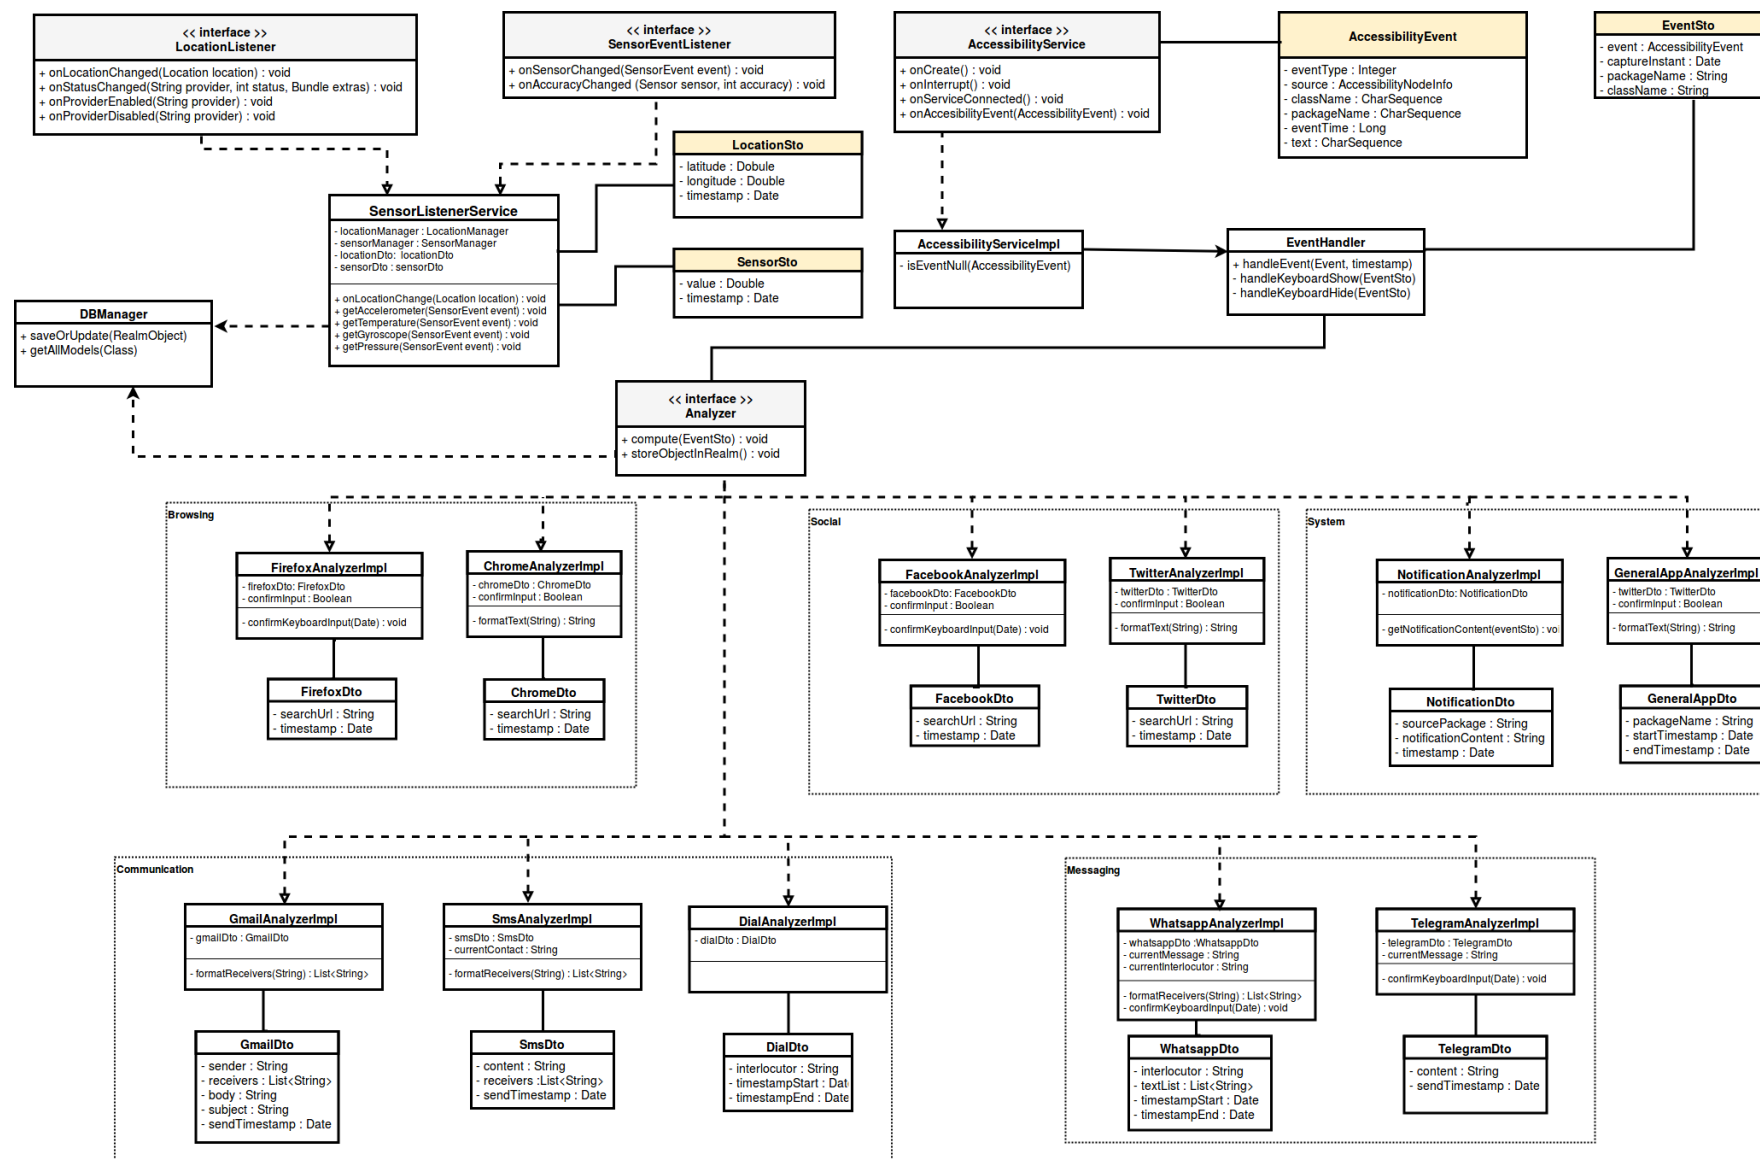 << interface >>
LocationListener
+ onLocationChanged(Location location) : void
+ onStatusChanged(String provider, int status, Bundle extras) : void
+ onProviderEnabled(String provider) : void
+ onProviderDisabled(String provider) : void
<< interface >>
SensorEventListener
+ onSensorChanged(SensorEvent event) : void
+ onAccuracyChanged (Sensor sensor, int accuracy) : void
<< interface >>
AccessibilityService
+ onCreate() : void
+ onInterrupt() : void
+ onServiceConnected() : void
+ onAccesibilityEvent(AccessibilityEvent) : void
AccessibilityEvent
- eventType : Integer
- source : AccessibilityNodeInfo
- className : CharSequence
- packageName : CharSequence
- eventTime : Long
- text : CharSequence
EventSto
- event : AccessibilityEvent
- captureInstant : Date
- packageName : String
- className : String
LocationSto
- latitude : Dobule
- longitude : Double
- timestamp : Date
SensorListenerService
- locationManager : LocationManager
- sensorManager : SensorManager
- locationDto: locationDto
- sensorDto : sensorDto
+ onLocationChange(Location location) : void
+ getAccelerometer(SensorEvent event) : void
+ getTemperature(SensorEvent event) : void
+ getGyroscope(SensorEvent event) : void
+ getPressure(SensorEvent event) : void
SensorSto
- value : Double
- timestamp : Date
AccessibilityServiceImpl
- isEventNull(AccessibilityEvent)
EventHandler
+ handleEvent(Event, timestamp)
- handleKeyboardShow(EventSto)
- handleKeyboardHide(EventSto)
DBManager
+ saveOrUpdate(RealmObject)
+ getAllModels(Class)
<< interface >>
Analyzer
+ compute(EventSto) : void
+ storeObjectInRealm() : void
Browsing
FirefoxAnalyzerImpl
- firefoxDto: FirefoxDto
- confirmInput : Boolean
- confirmKeyboardInput(Date) : void
FirefoxDto
- searchUrl : String
- timestamp : Date
ChromeAnalyzerImpl
- chromeDto : ChromeDto
- confirmInput : Boolean
- formatText(String) : String
ChromeDto
- searchUrl : String
- timestamp : Date
Social
FacebookAnalyzerImpl
- facebookDto: FacebookDto
- confirmInput : Boolean
- confirmKeyboardInput(Date) : void
FacebookDto
- searchUrl : String
- timestamp : Date
TwitterAnalyzerImpl
- twitterDto : TwitterDto
- confirmInput : Boolean
- formatText(String) : String
TwitterDto
- searchUrl : String
- timestamp : Date
System
NotificationAnalyzerImpl
- notificationDto: NotificationDto
- getNotificationContent(eventSto) : voi
NotificationDto
- sourcePackage : String
- notificationContent : String
- timestamp : Date
GeneralAppAnalyzerImpl
- twitterDto : TwitterDto
- confirmInput : Boolean
- formatText(String) : String
GeneralAppDto
- packageName : String
- startTimestamp : Date
- endTimestamp : Date
Communication
GmailAnalyzerImpl
- gmailDto : GmailDto
- formatReceivers(String) : List<String>
GmailDto
- sender : String
- receivers : List<String>
- body : String
- subject : String
- sendTimestamp : Date
SmsAnalyzerImpl
- smsDto : SmsDto
- currentContact : String
- formatReceivers(String) : List<String>
SmsDto
- content : String
- receivers :List<String>
- sendTimestamp : Date
DialAnalyzerImpl
- dialDto : DialDto
DialDto
- interlocutor : String
- timestampStart : Date
- timestampEnd : Date
Messaging
WhatsappAnalyzerImpl
- whatsappDto :WhatsappDto
- currentMessage : String
- currentInterlocutor : String
- formatReceivers(String) : List<String>
- confirmKeyboardInput(Date) : void
WhatsappDto
- interlocutor : String
- textList : List<String>
- timestampStart : Date
- timestampEnd : Date
TelegramAnalyzerImpl
- telegramDto : TelegramDto
- currentMessage : String
- confirmKeyboardInput(Date) : void
TelegramDto
- content : String
- sendTimestamp : Date